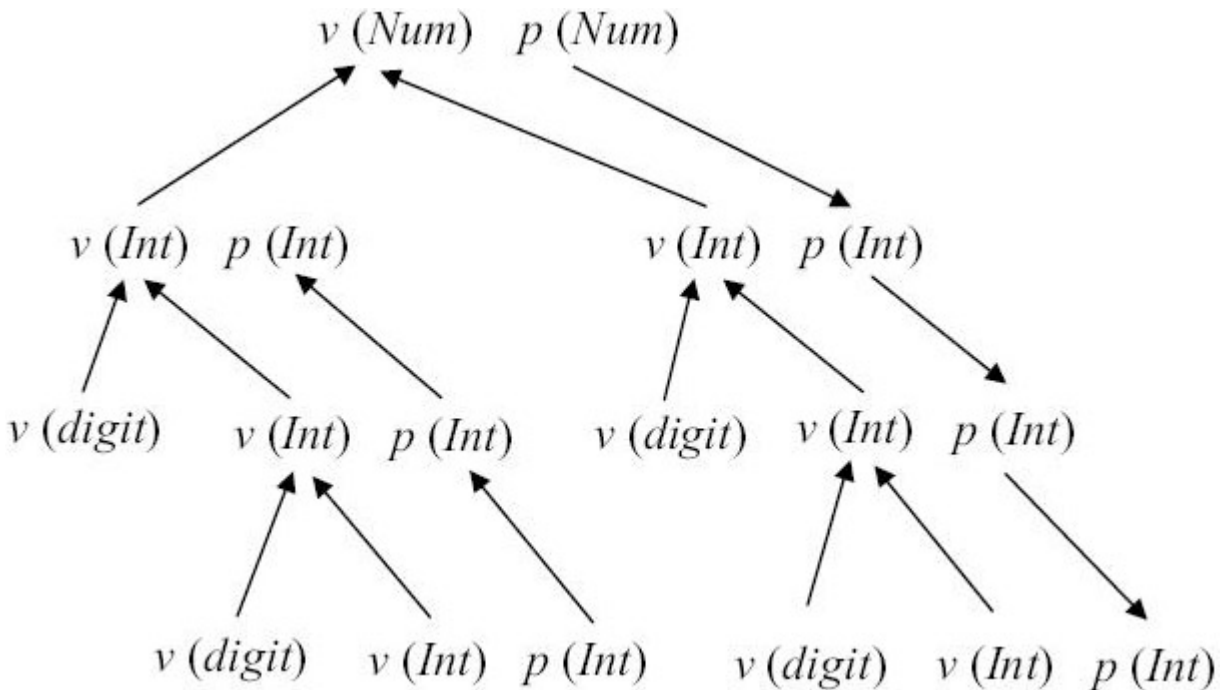 v (Num) p (Num)
v (Int) p (Int) v (Int) p (Int)
v (digit) v (Int) p (Int) v (digit) v (Int) p (Int)
v (digit) v (Int) p (Int) v (digit) v (Int) p (Int)